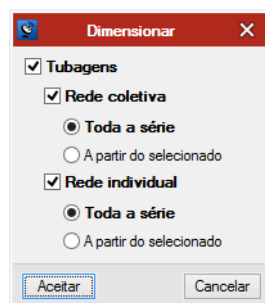 Dimensionar
Tubagens
Rede coletiva
Toda a série
A partir do selecionado
Rede individual
Toda a série
A partir do selecionado
Aceitar
Cancelar